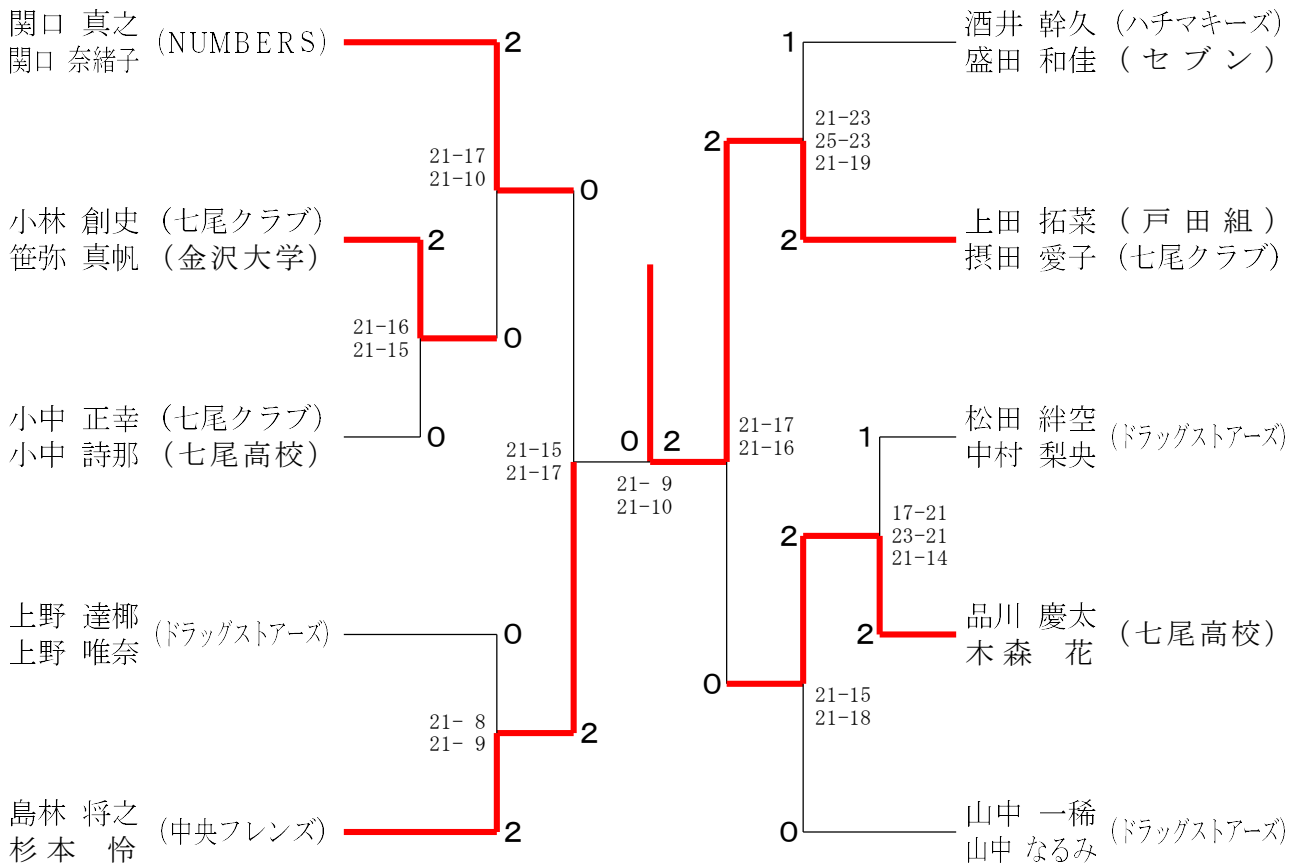 関口 真之
関口 奈緒子
(NUMBERS)
2
21-17
21-10
0
小林 創史 (七尾クラブ)
笹弥 真帆 (金沢大学)
2
21-16
21-15
0
小中 正幸 (七尾クラブ)
小中 詩那 (七尾高校)
0
21-15
21-17
上野 達椰
上野 唯奈
(ドラッグストアーズ)
0
21- 8
21- 9
2
島林 将之
杉本 怜
(中央フレンズ)
2
0 2
21- 9
21-10
酒井 幹久 (ハチマキーズ)
盛田 和佳 (セブン)
1
21-23
25-23
21-19
2
上田 拓菜 (戸田組)
摂田 愛子 (七尾クラブ)
2
21-17
21-16
松田 絆空
中村 梨央
(ドラッグストアーズ)
1
17-21
23-21
21-14
2
品川 慶太
木森 花
(七尾高校)
2
0
21-15
21-18
山中 一稀
山中 なるみ
(ドラッグストアーズ)
0